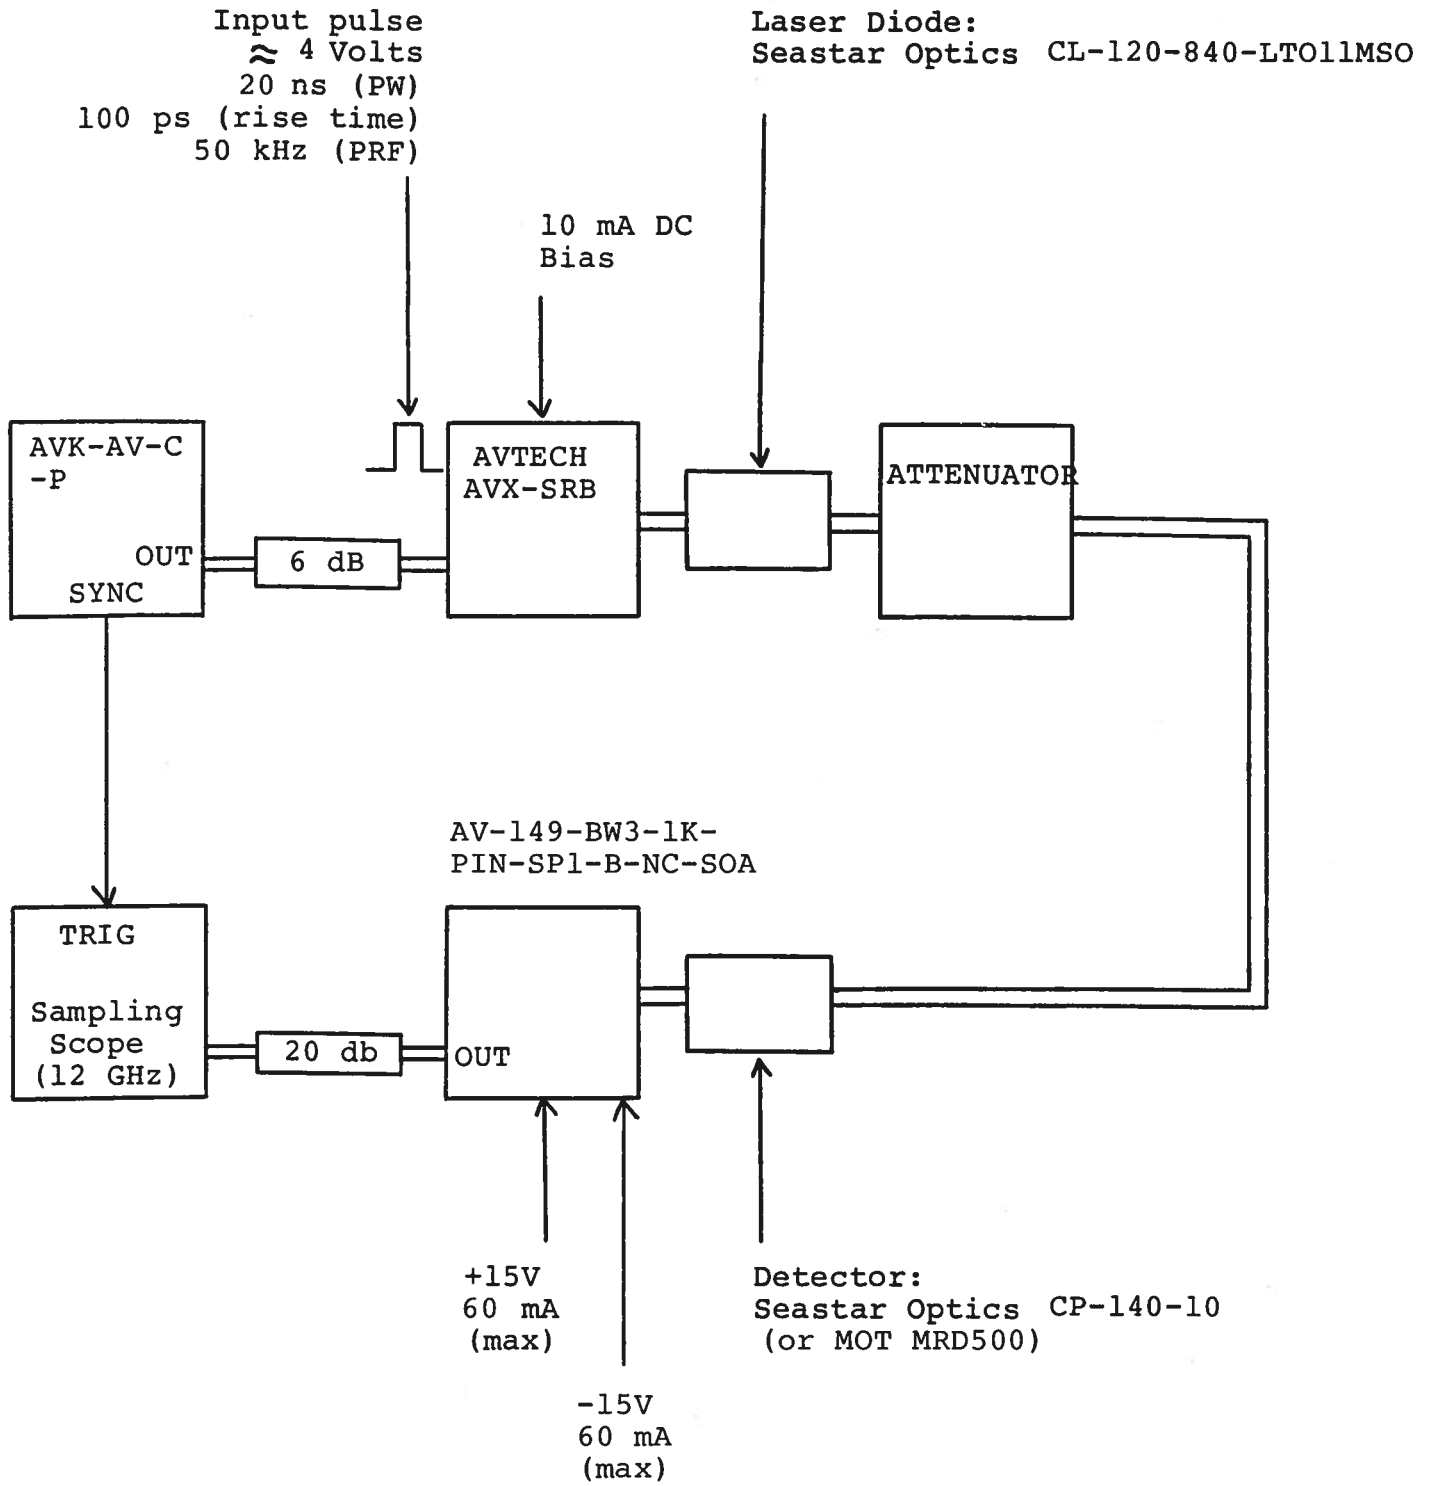 Input pulse
≈ 4 Volts
20 ns (PW)
100 ps (rise time)
50 kHz (PRF)
Laser Diode:
Seastar Optics CL-120-840-LT011MSO
10 mA DC
Bias
AVK-AV-C
-P
OUT
SYNC
6 dB
AVTECH
AVX-SRB
ATTENUATOR
AV-149-BW3-1K-
PIN-SP1-B-NC-SOA
TRIG
Sampling
Scope
(12 GHz)
20 db
OUT
+15V
60 mA
(max)
-15V
60 mA
(max)
Detector:
Seastar Optics CP-140-10
(or MOT MRD500)